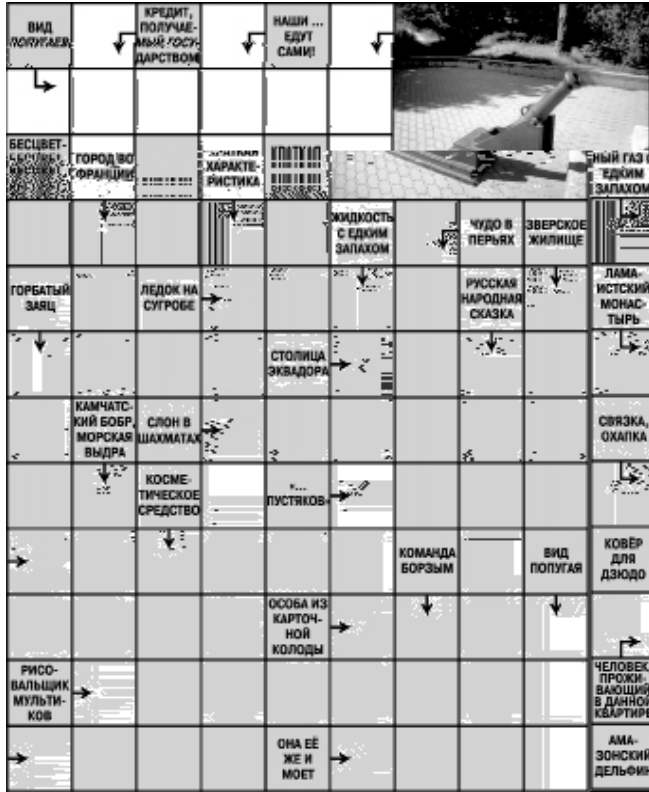 ВИД
ПОПУГАЕВ
КРЕДИТ,
ПОЛУЧАЕ-
МЫЙ ГОСУ-
ДАРСТВОМ
НАШИ ...
ЕДУТ
САМИ!
БЕСЦВЕТ-
ГОРОД ВО
ФРАНЦИИ
КРАТКАЯ
ХАРАКТЕ-
РИСТИКА
НЫЙ ГАЗ С
ЕДКИМ
ЗАПАХОМ
ЖИДКОСТЬ
С ЕДКИМ
ЗАПАХОМ
ЧУДО В
ПЕРЬЯХ
ЗВЕРСКОЕ
ЖИЛИЩЕ
ГОРБАТЫЙ
ЗАЯЦ
ЛЕДОК НА
СУГРОБЕ
РУССКАЯ
НАРОДНАЯ
СКАЗКА
ЛАМА-
ИСТСКИЙ
МОНАС-
ТЫРЬ
СТОЛИЦА
ЭКВАДОРА
КАМЧАТС-
КИЙ БОБР,
МОРСКАЯ
ВЫДРА
СЛОН В
ШАХМАТАХ
СВЯЗКА,
ОХАПКА
КОСМЕ-
ТИЧЕСКОЕ
СРЕДСТВО
«...
ПУСТЯКОВ»
КОМАНДА
БОРЗЫМ
ВИД
ПОПУГАЯ
КОВЁР
ДЛЯ
ДЗЮДО
ОСОБА ИЗ
КАРТОЧ-
НОЙ
КОЛОДЫ
РИСО-
ВАЛЬЩИК
МУЛЬТИ-
КОВ
ЧЕЛОВЕК,
ПРОЖИ-
ВАЮЩИЙ
В ДАННОЙ
КВАРТИРЕ
ОНА ЕЁ
ЖЕ И
МОЕТ
АМА-
ЗОНСКИЙ
ДЕЛЬФИН